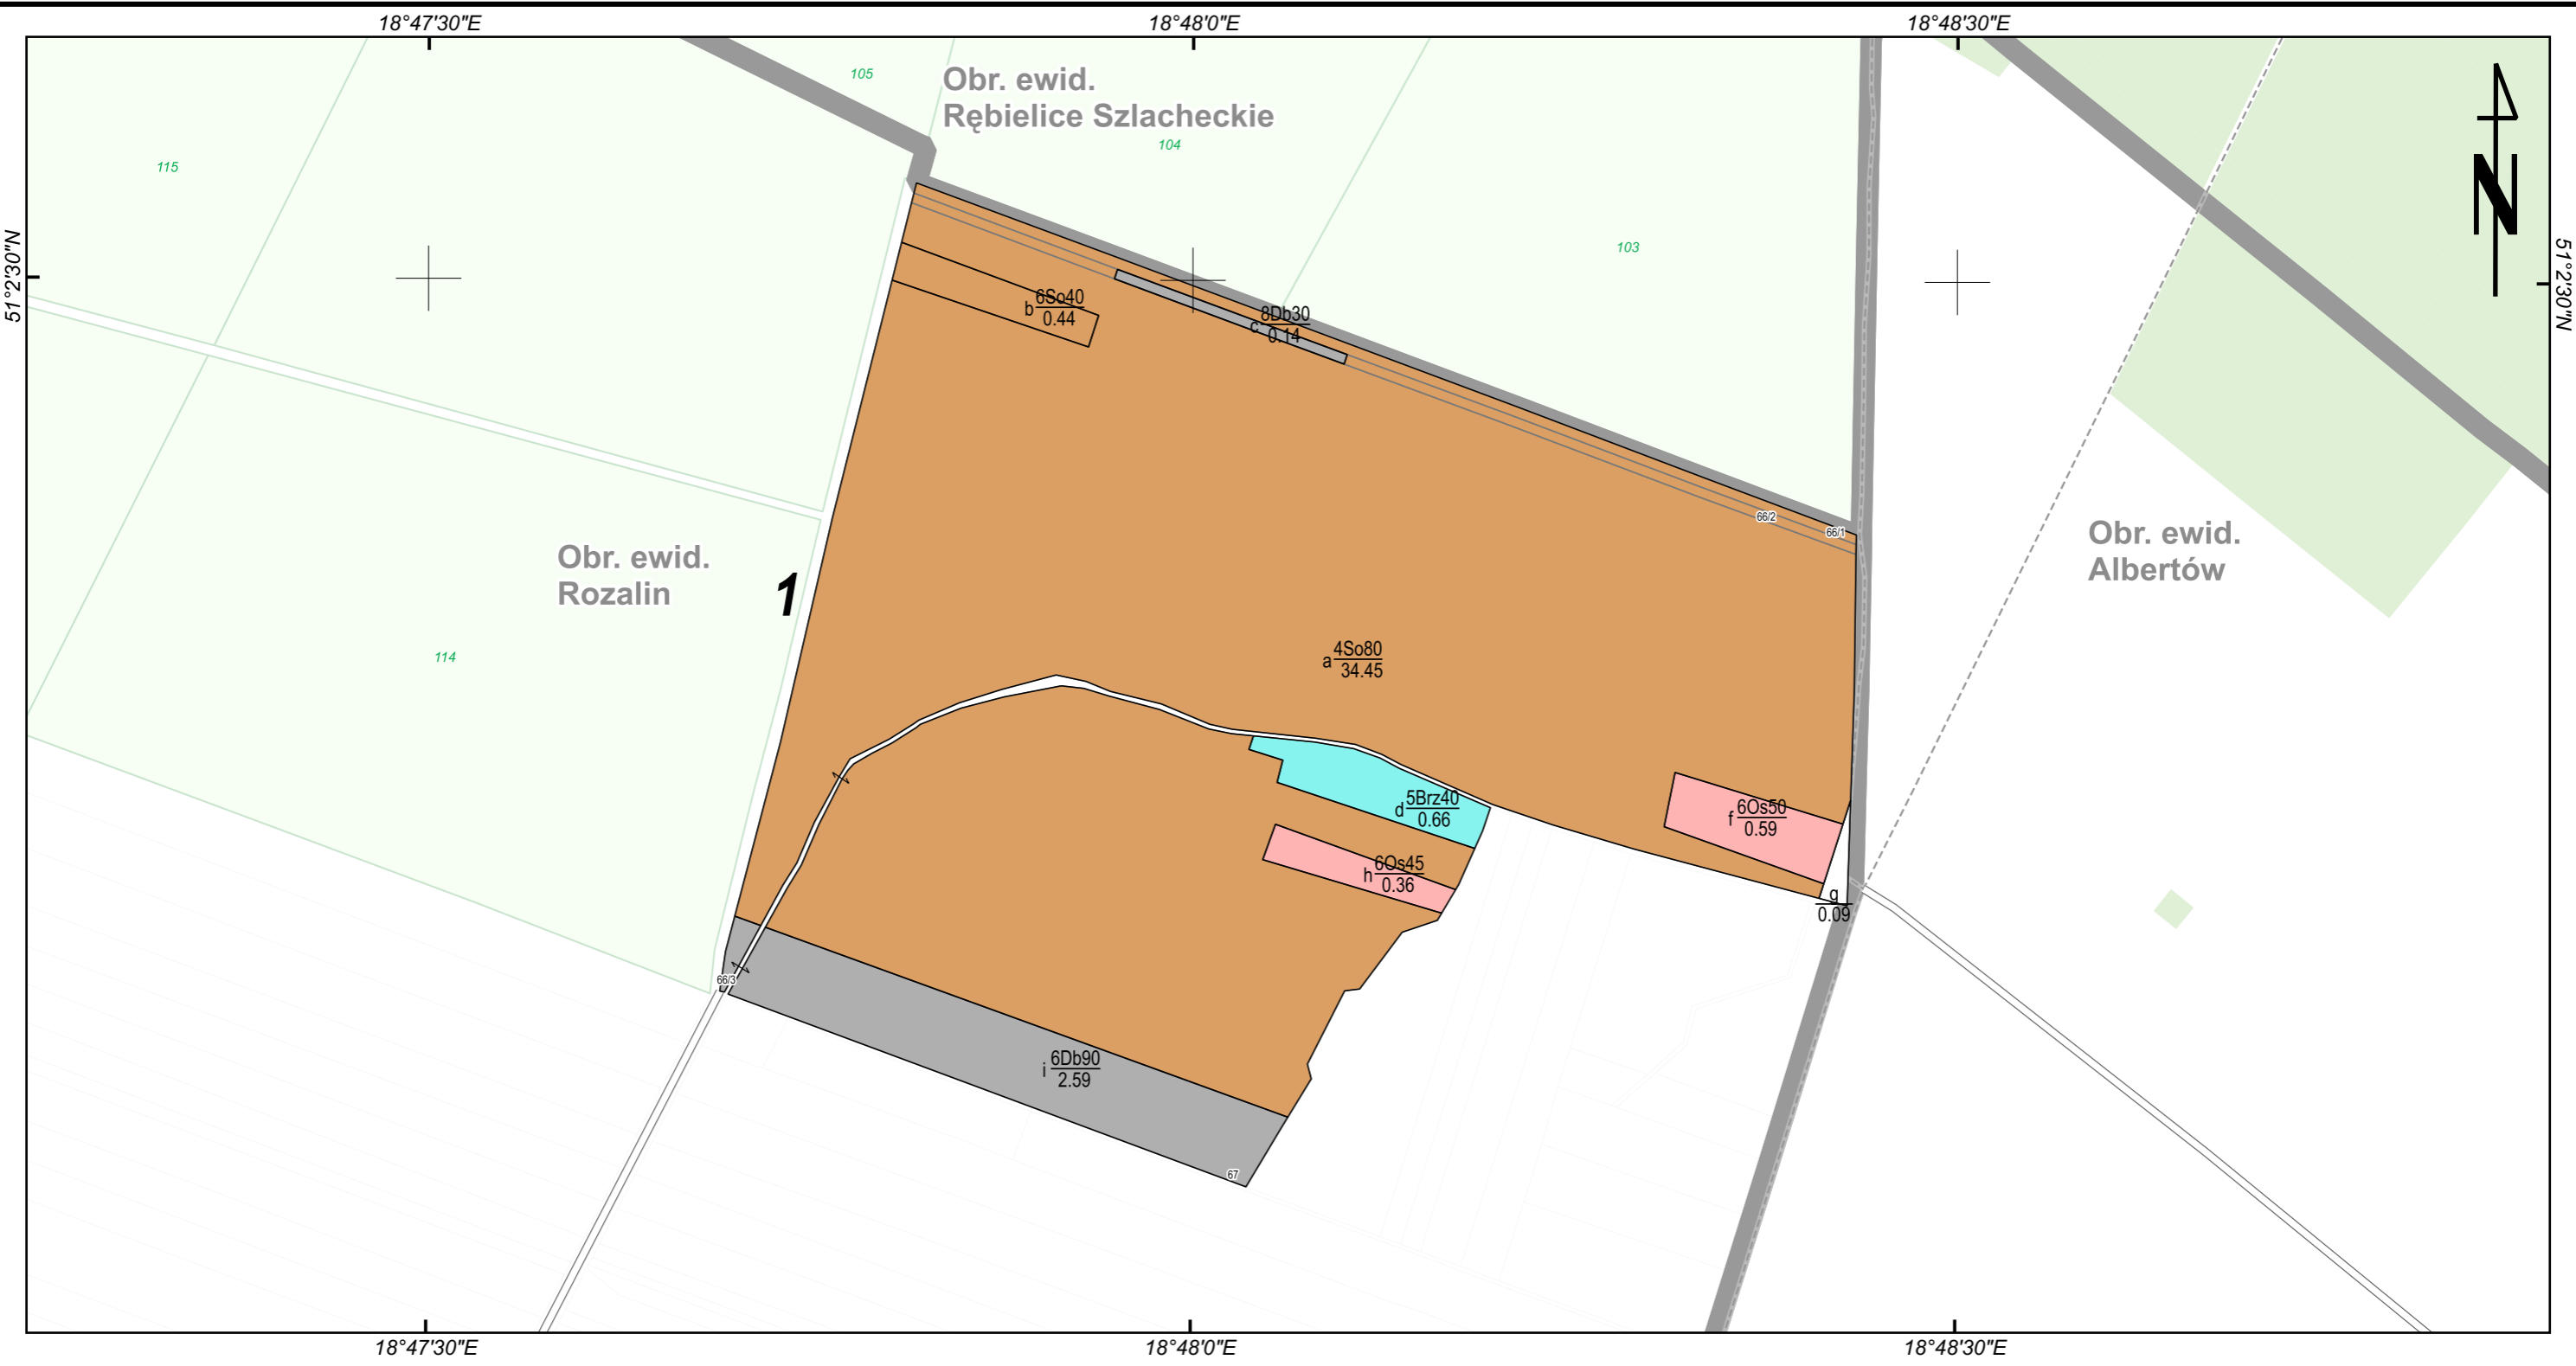 18°47'30"E
18°48'0"E
18°48'30"E
105
Obr. ewid.
Rębielice Szlacheckie
104
115
103
N
51°2'30"N
51°2'30"N
b 6So40
0.44
c 8Db30
0.14
66/2
66/1
Obr. ewid.
Rozalin
1
Obr. ewid.
Albertów
114
a 4So80
34.45
d 5Brz40
0.66
f 6Os50
0.59
h 6Os45
0.36
g
0.09
66/3
i 6Db90
2.59
67
18°47'30"E
18°48'0"E
18°48'30"E